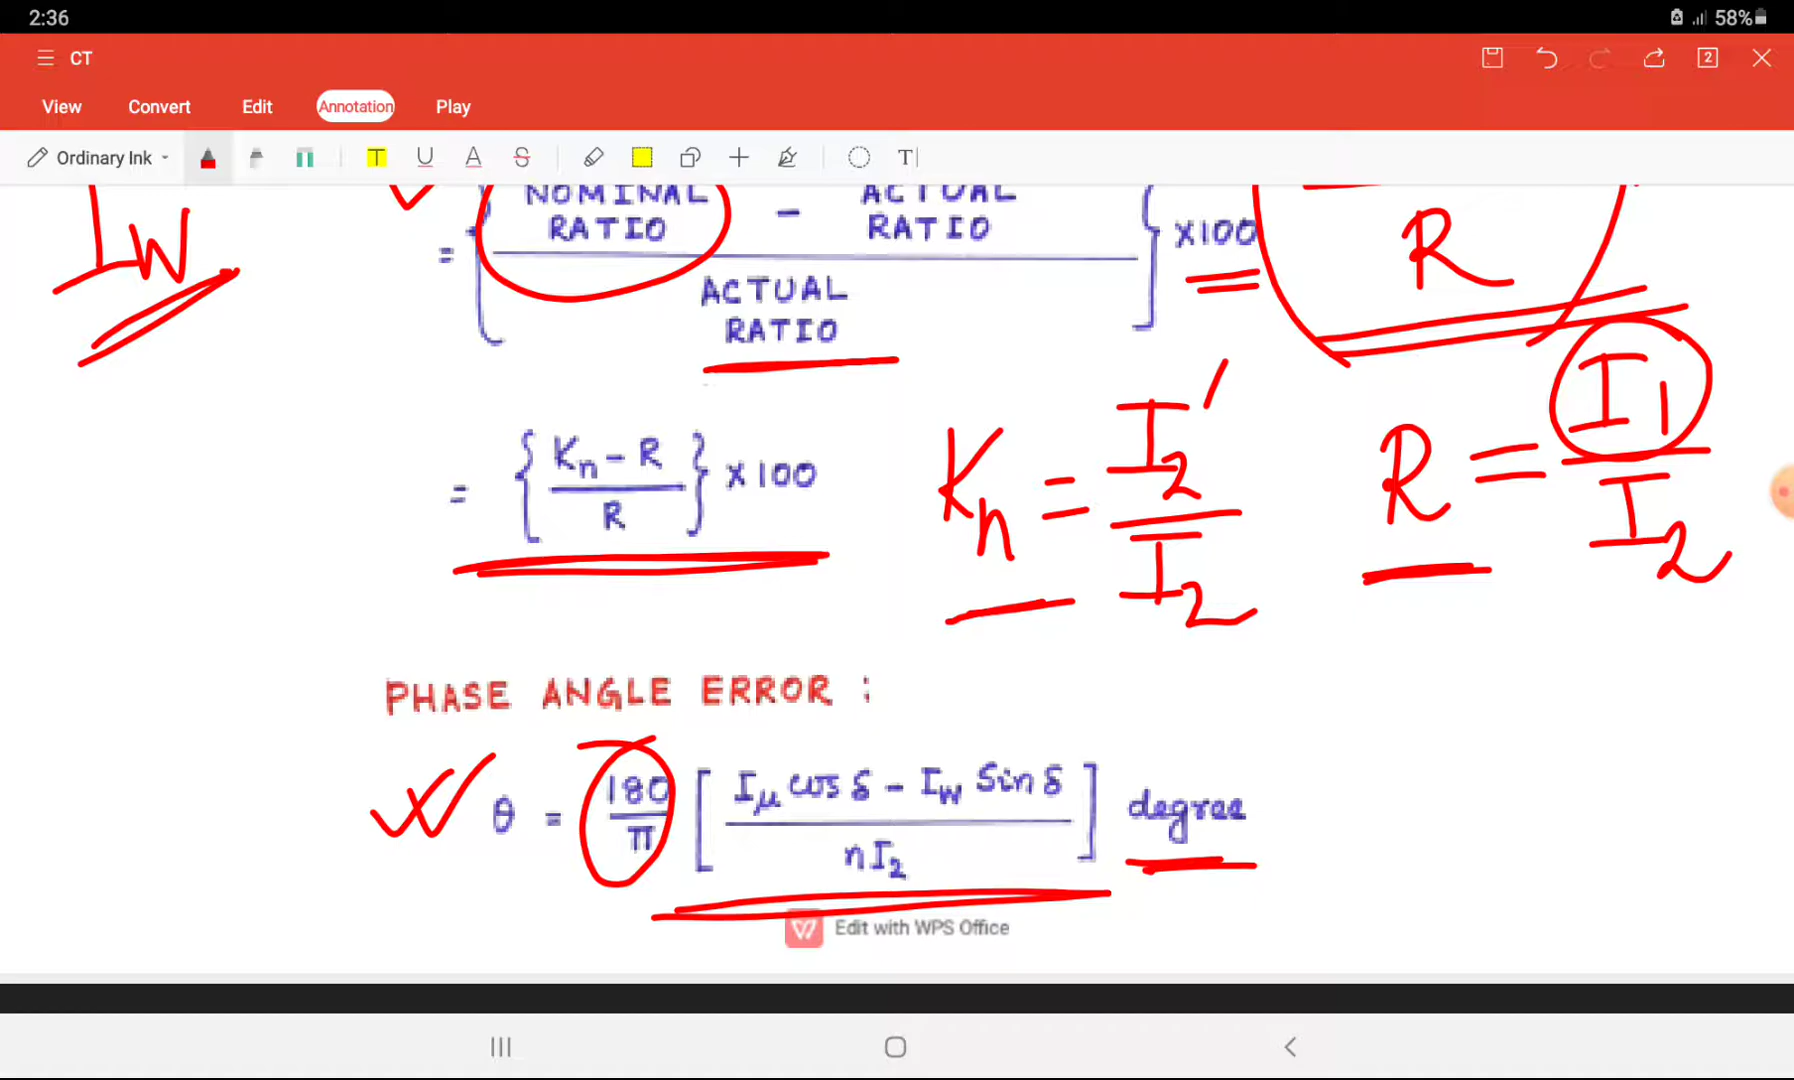 2:36
58%
CT
2
View Convert Edit Annotation Play
Ordinary Ink T U A S T
IW
= { NOMINAL RATIO - ACTUAL RATIO } ×100
ACTUAL RATIO
R
= { Kn - R / R } ×100
Kn = I2' / I2
R = I1 / I2
PHASE ANGLE ERROR :
θ = 180/π [ Iμ cos δ - Iw Sin δ / nI2 ] degree
Edit with WPS Office